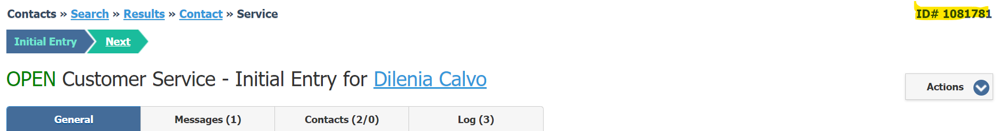 Contacts » Search » Results » Contact » Service
ID# 1081781
Initial Entry
Next
OPEN Customer Service - Initial Entry for Dilenia Calvo
Actions
General
Messages (1)
Contacts (2/0)
Log (3)